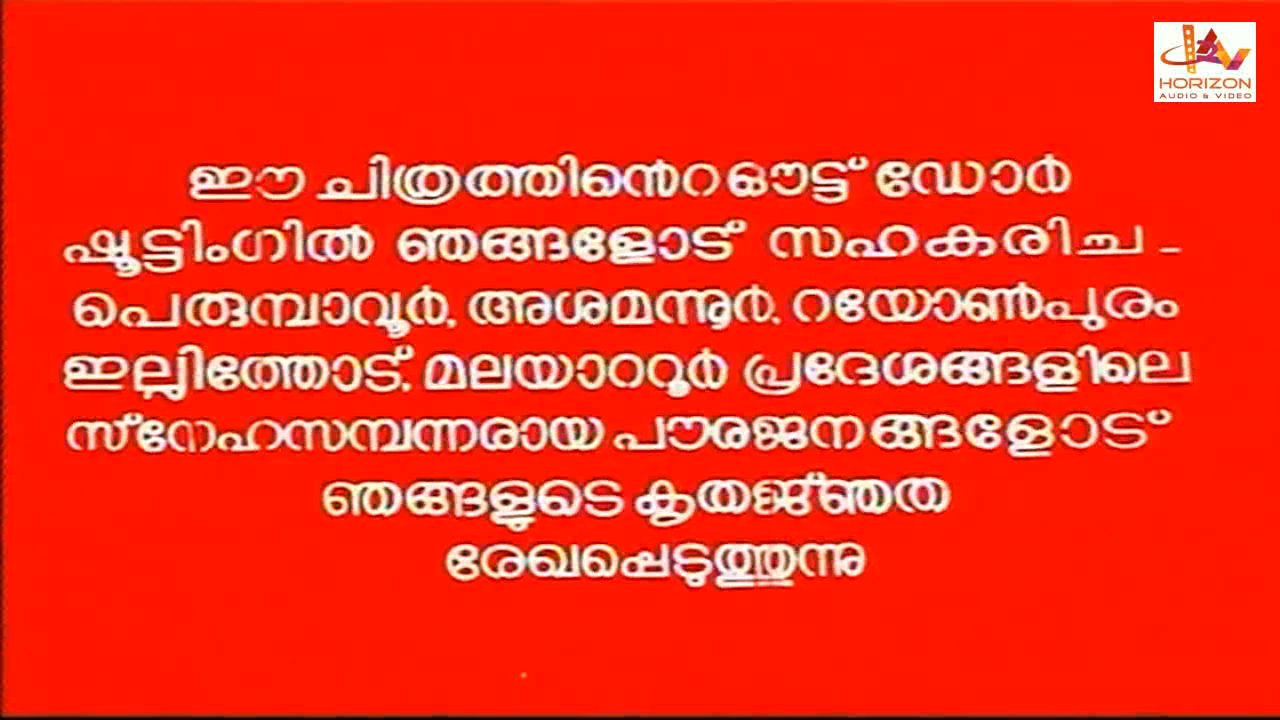 HORIZON
AUDIO & VIDEO
ഈ ചിത്രത്തിൻെറ ഔട്ട് ഡോർ
ഷൂട്ടിംഗിൽ ഞങ്ങളോട് സഹകരിച്ച -
പെരുമ്പാവൂർ, അശമന്നൂർ, റയോൺപുരം
ഇല്ലിത്തോട്, മലയാററൂർ പ്രദേശങ്ങളിലെ
സ്നേഹസമ്പന്നരായ പൗരജനങ്ങളോട്
ഞങ്ങളുടെ കൃതജ്ഞത
രേഖപ്പെടുത്തുന്നു